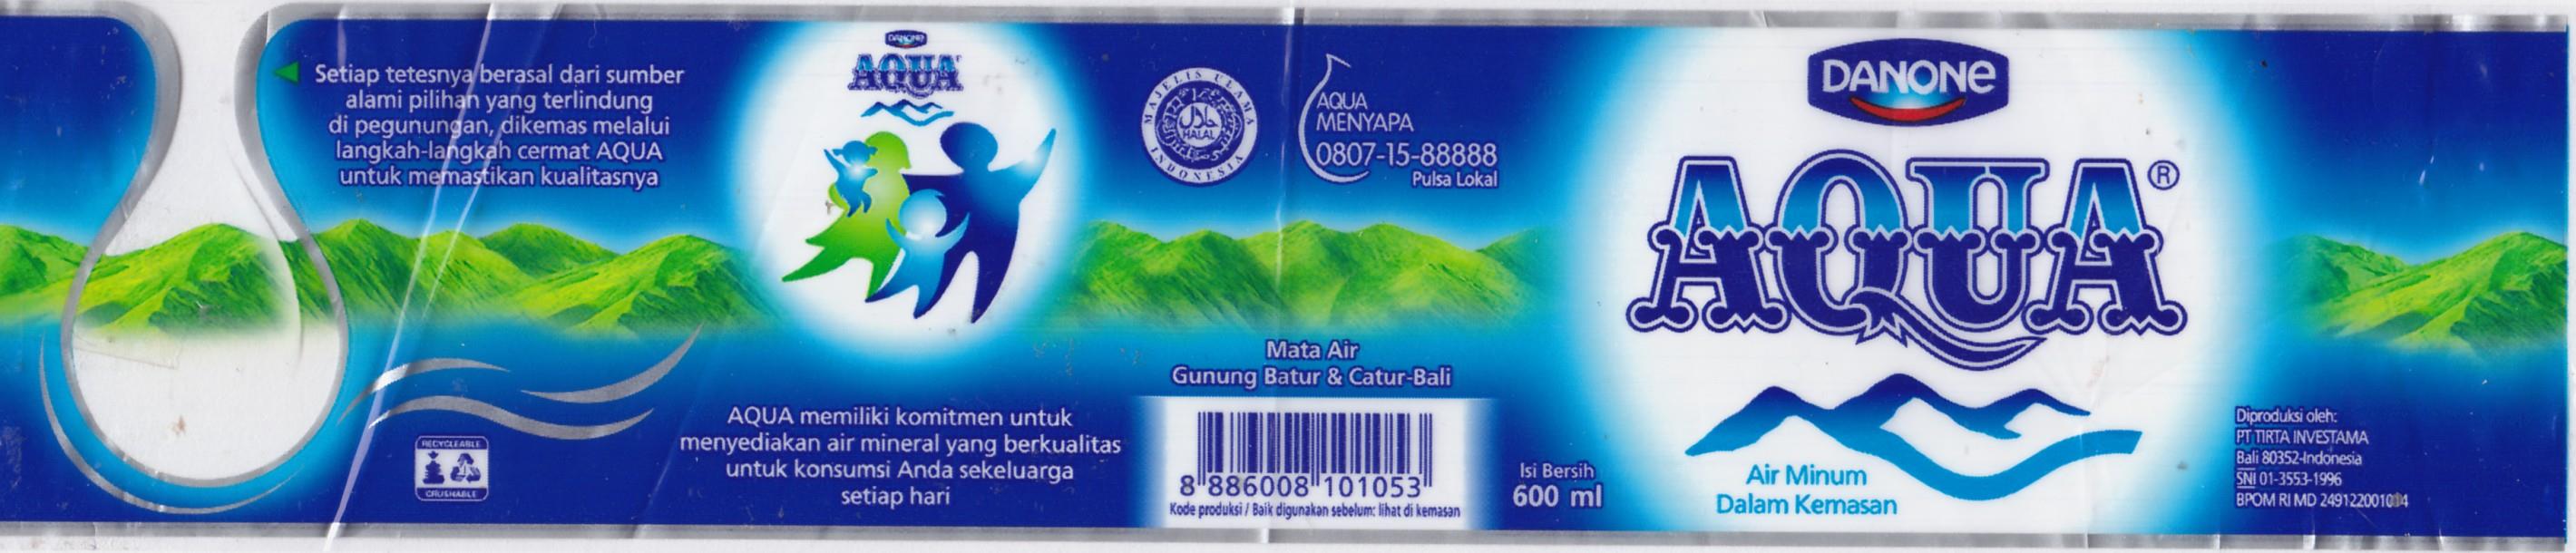 Setiap tetesnya berasal dari sumber
alami pilihan yang terlindung
di pegunungan, dikemas melalui
langkah-langkah cermat AQUA
untuk memastikan kualitasnya
RECYCLEABLE
CRUSHABLE
DANONE
AQUA
AQUA memiliki komitmen untuk
menyediakan air mineral yang berkualitas
untuk konsumsi Anda sekeluarga
setiap hari
MAJELIS ULAMA
حلال
HALAL
INDONESIA
AQUA
MENYAPA
0807-15-88888
Pulsa Lokal
Mata Air
Gunung Batur & Catur-Bali
8 886008 101053
Kode produksi / Baik digunakan sebelum: lihat di kemasan
Isi Bersih
600 ml
DANONE
AQUA®
Air Minum
Dalam Kemasan
Diproduksi oleh:
PT TIRTA INVESTAMA
Bali 80352-Indonesia
SNI 01-3553-1996
BPOM RI MD